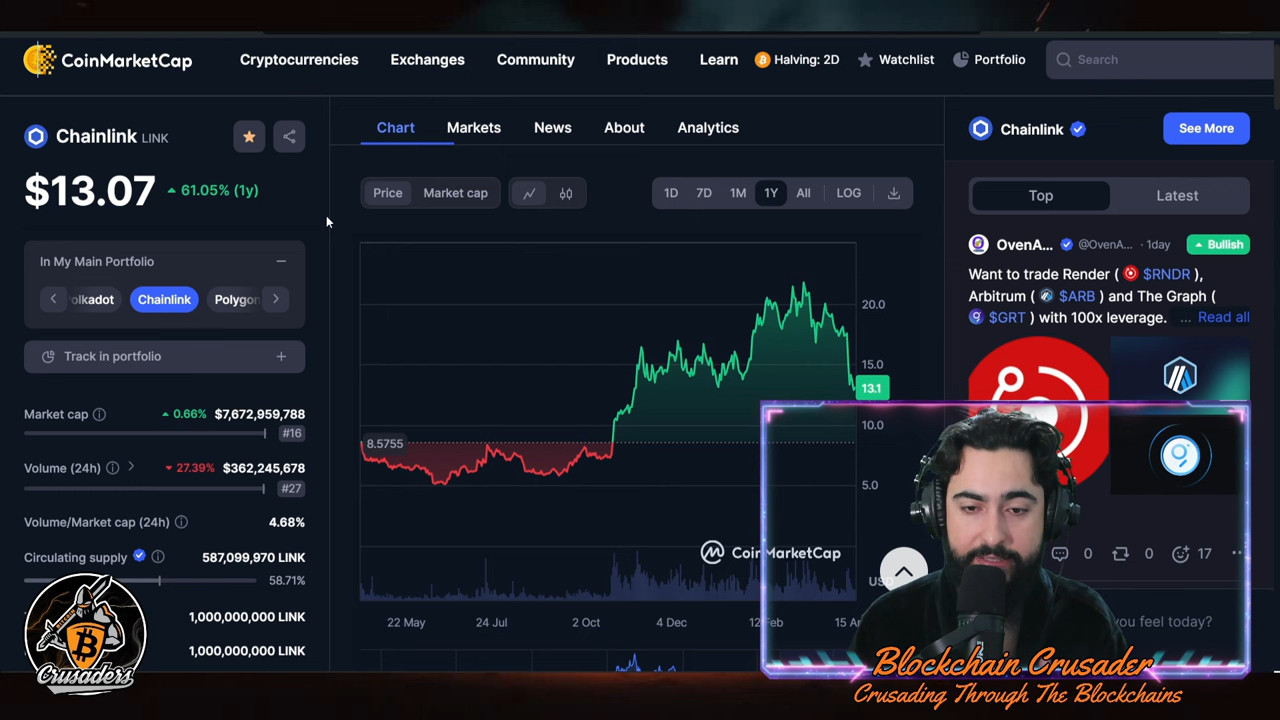 CoinMarketCap
Cryptocurrencies Exchanges Community Products Learn Halving: 2D Watchlist Portfolio Search
Chainlink LINK
$13.07 61.05% (1y)
In My Main Portfolio
olkadot Chainlink Polygon
Track in portfolio
Market cap 0.66% $7,672,959,788
#16
Volume (24h) 27.39% $362,245,678
#27
Volume/Market cap (24h) 4.68%
Circulating supply 587,099,970 LINK
58.71%
1,000,000,000 LINK
1,000,000,000 LINK
Crusaders
Chart Markets News About Analytics
Price Market cap 1D 7D 1M 1Y All LOG
20.0
15.0
13.1
10.0
8.5755
5.0
CoinMarketCap
USD
22 May 24 Jul 2 Oct 4 Dec 12 Feb 15 Ap
Chainlink See More
Top Latest
OvenA... @OvenA... · 1day Bullish
Want to trade Render ( $RNDR ),
Arbitrum ( $ARB ) and The Graph (
$GRT ) with 100x leverage. ... Read all
0 0 17
you feel today?
Blockchain Crusader
Crusading Through The Blockchains